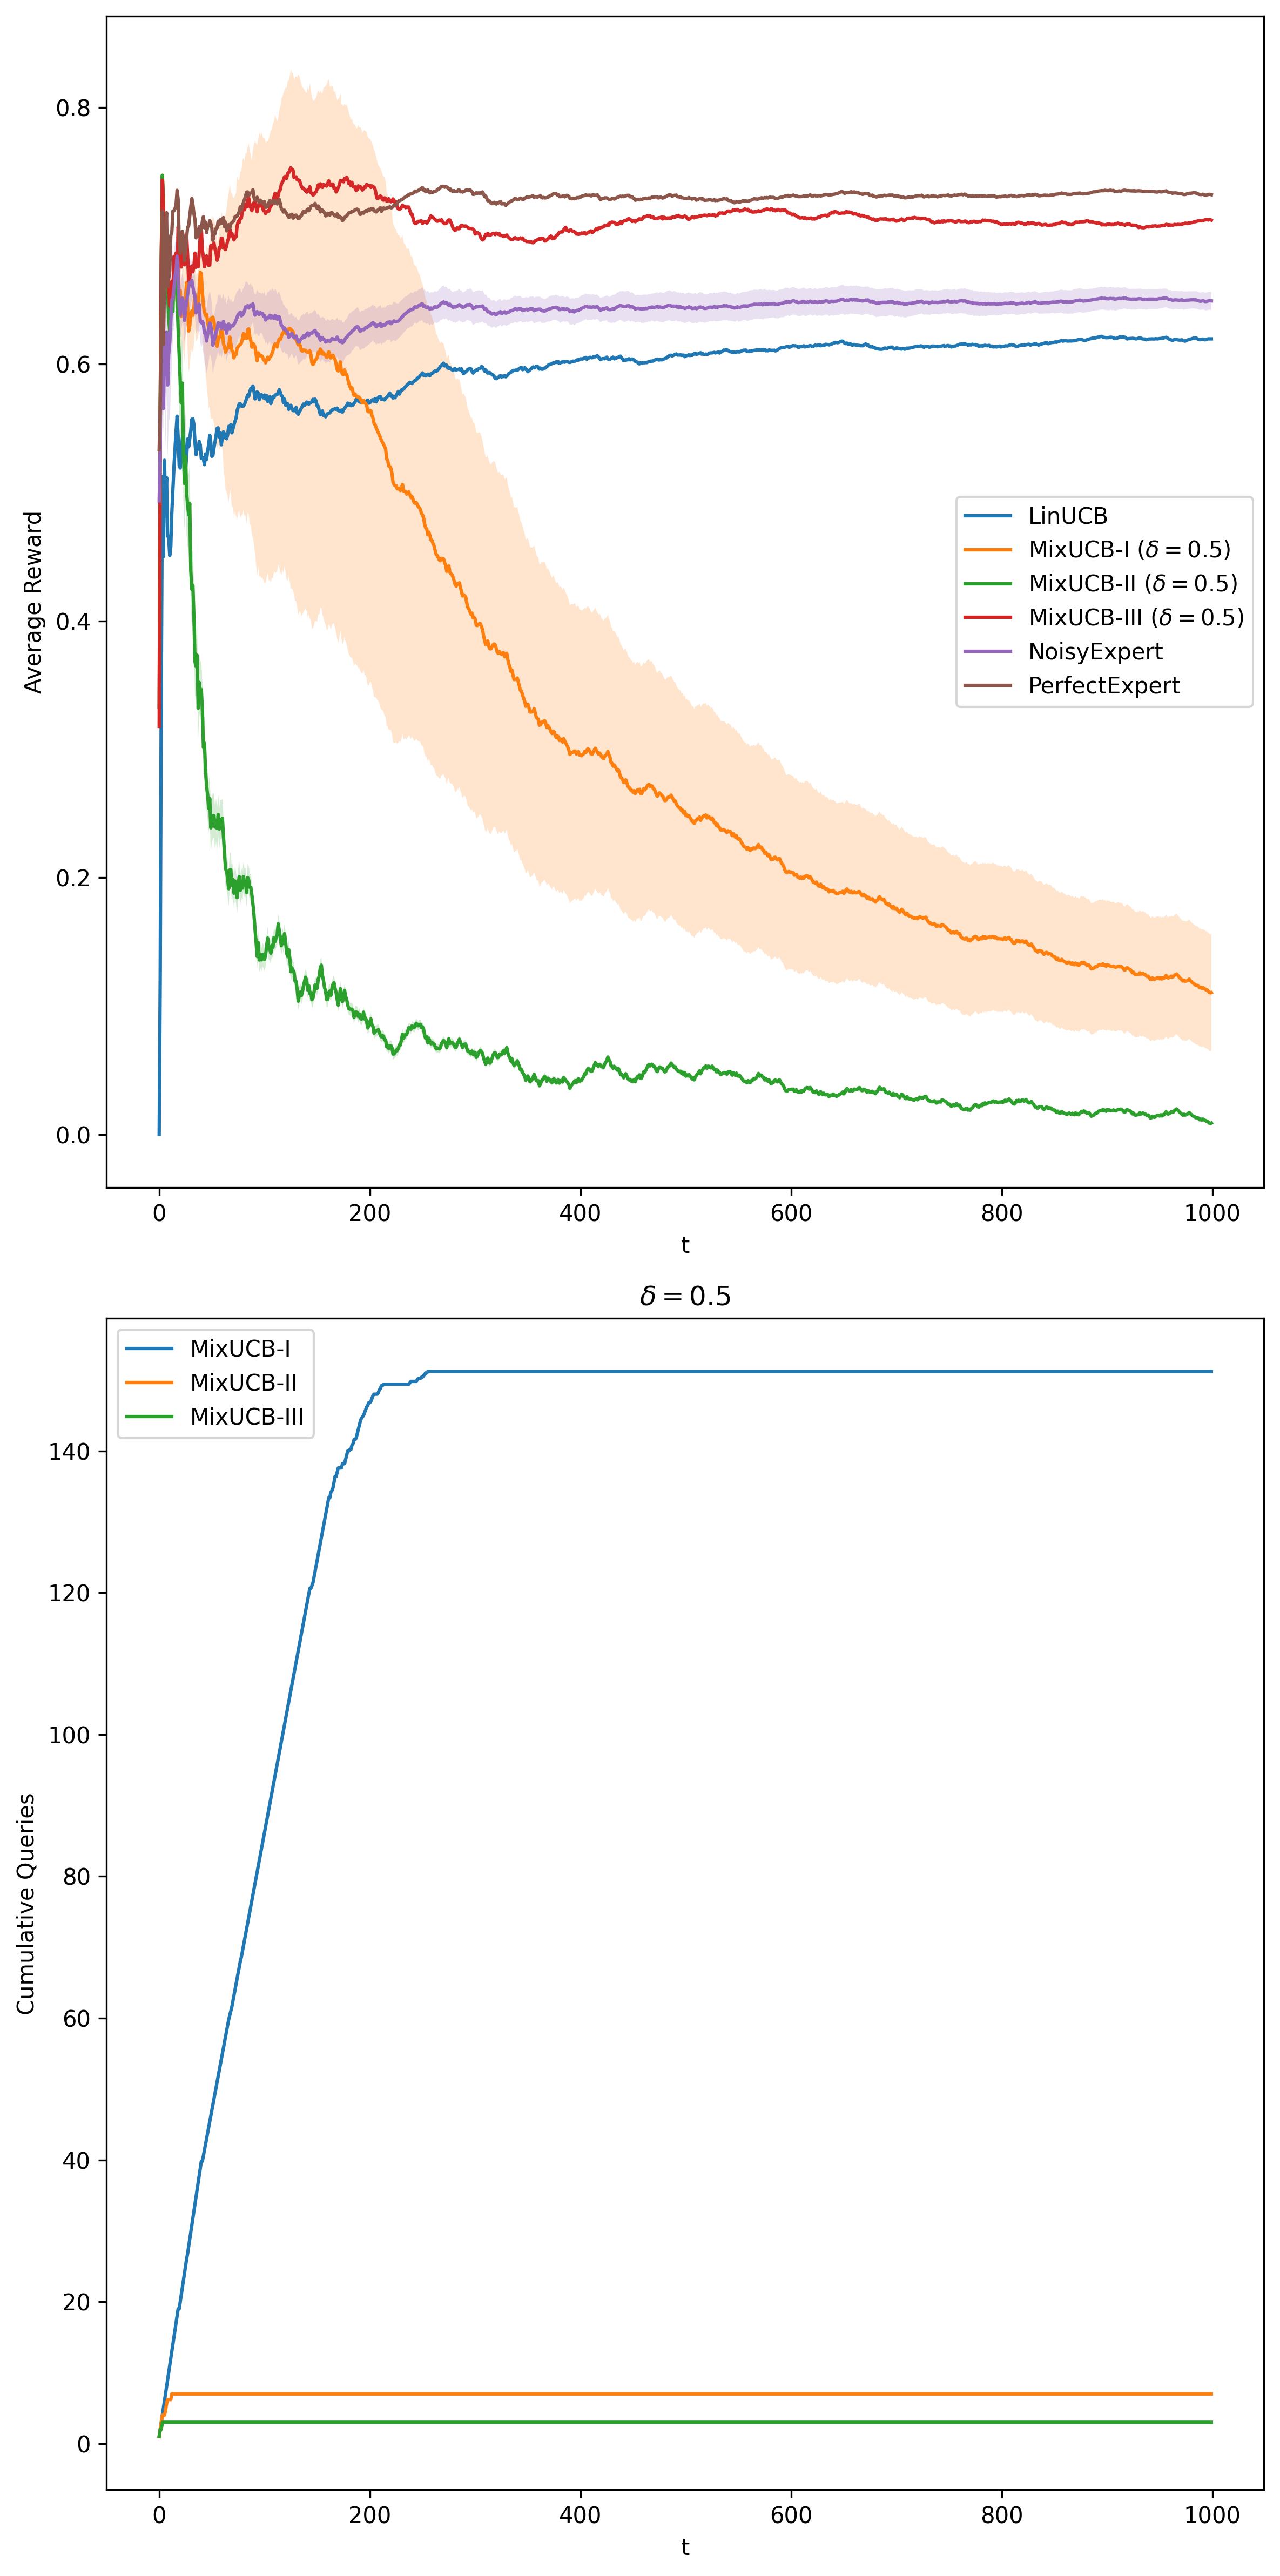 0.8
0.6
0.4
0.2
0.0
Average Reward
LinUCB
MixUCB-I (δ = 0.5)
MixUCB-II (δ = 0.5)
MixUCB-III (δ = 0.5)
NoisyExpert
PerfectExpert
0 200 400 600 800 1000
t
δ = 0.5
MixUCB-I
MixUCB-II
MixUCB-III
140
120
100
80
60
40
20
0
Cumulative Queries
0 200 400 600 800 1000
t